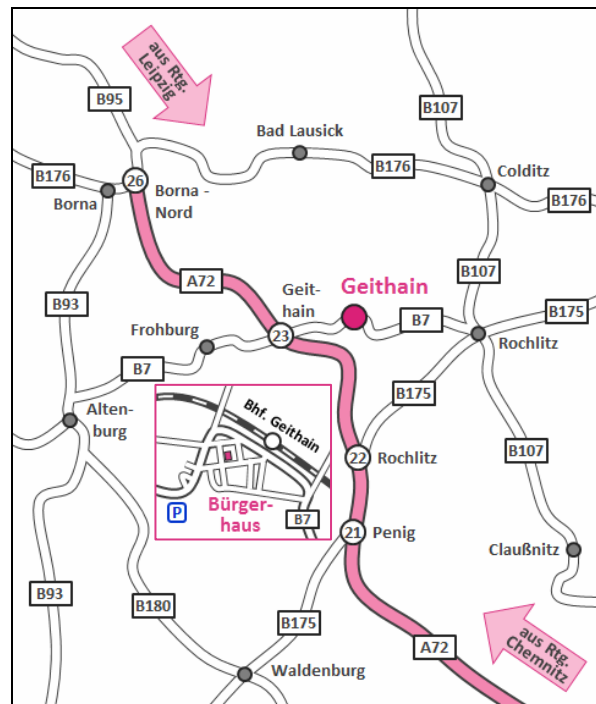 aus Rtg.
Leipzig
B107
B95
Bad Lausick
B176
B176
Colditz
26
Borna -
Nord
Borna
B176
B107
A72
Geit-
hain
Geithain
B93
B175
B7
23
Frohburg
Rochlitz
B7
B175
Alten-
burg
Bhf. Geithain
22
Rochlitz
B107
Bürger-
haus
P
B7
21
Penig
Claußnitz
B93
B180
B175
aus Rtg.
Chemnitz
A72
Waldenburg